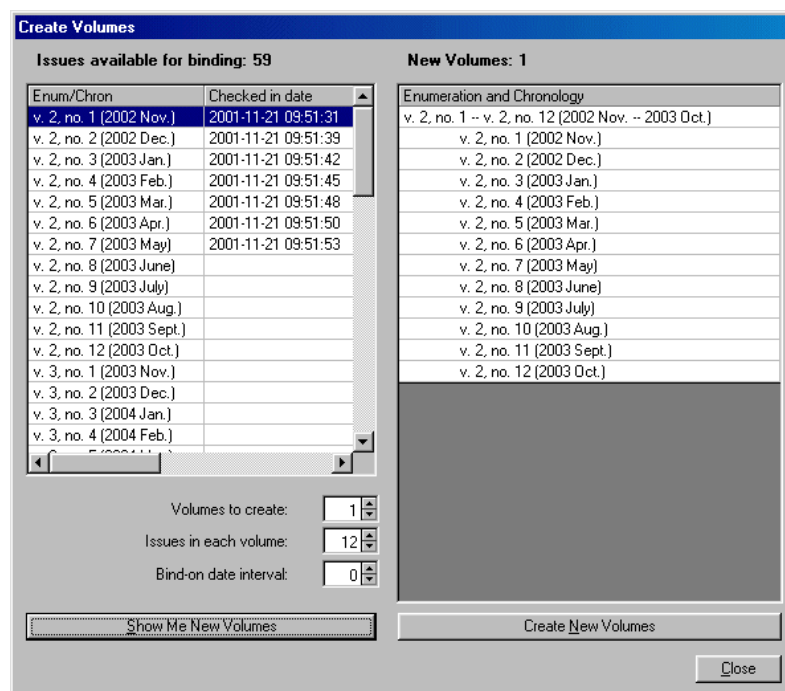 Create Volumes
Issues available for binding: 59
New Volumes: 1
Enum/Chron Checked in date
v. 2, no. 1 (2002 Nov.) 2001-11-21 09:51:31
v. 2, no. 2 (2002 Dec.) 2001-11-21 09:51:39
v. 2, no. 3 (2003 Jan.) 2001-11-21 09:51:42
v. 2, no. 4 (2003 Feb.) 2001-11-21 09:51:45
v. 2, no. 5 (2003 Mar.) 2001-11-21 09:51:48
v. 2, no. 6 (2003 Apr.) 2001-11-21 09:51:50
v. 2, no. 7 (2003 May) 2001-11-21 09:51:53
v. 2, no. 8 (2003 June)
v. 2, no. 9 (2003 July)
v. 2, no. 10 (2003 Aug.)
v. 2, no. 11 (2003 Sept.)
v. 2, no. 12 (2003 Oct.)
v. 3, no. 1 (2003 Nov.)
v. 3, no. 2 (2003 Dec.)
v. 3, no. 3 (2004 Jan.)
v. 3, no. 4 (2004 Feb.)
Volumes to create: 1
Issues in each volume: 12
Bind-on date interval: 0
Show Me New Volumes
Enumeration and Chronology
v. 2, no. 1 -- v. 2, no. 12 (2002 Nov. -- 2003 Oct.)
v. 2, no. 1 (2002 Nov.)
v. 2, no. 2 (2002 Dec.)
v. 2, no. 3 (2003 Jan.)
v. 2, no. 4 (2003 Feb.)
v. 2, no. 5 (2003 Mar.)
v. 2, no. 6 (2003 Apr.)
v. 2, no. 7 (2003 May)
v. 2, no. 8 (2003 June)
v. 2, no. 9 (2003 July)
v. 2, no. 10 (2003 Aug.)
v. 2, no. 11 (2003 Sept.)
v. 2, no. 12 (2003 Oct.)
Create New Volumes
Close